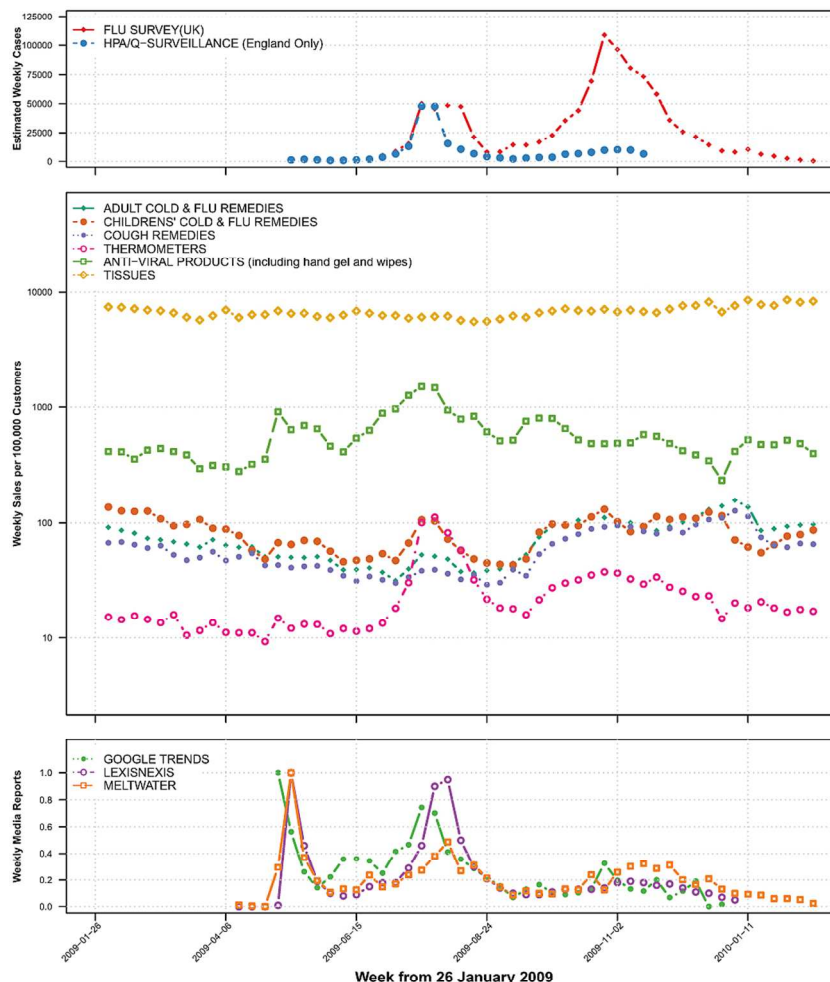 Estimated Weekly Cases
125000
100000
75000
50000
25000
0
FLU SURVEY(UK)
HPA/Q-SURVEILLANCE (England Only)
Weekly Sales per 100,000 Customers
10000
1000
100
10
ADULT COLD & FLU REMEDIES
CHILDRENS' COLD & FLU REMEDIES
COUGH REMEDIES
THERMOMETERS
ANTI-VIRAL PRODUCTS (including hand gel and wipes)
TISSUES
Weekly Media Reports
1.0
0.8
0.6
0.4
0.2
0.0
GOOGLE TRENDS
LEXISNEXIS
MELTWATER
2009-01-26
2009-04-06
2009-06-15
2009-08-24
2009-11-02
2010-01-11
Week from 26 January 2009